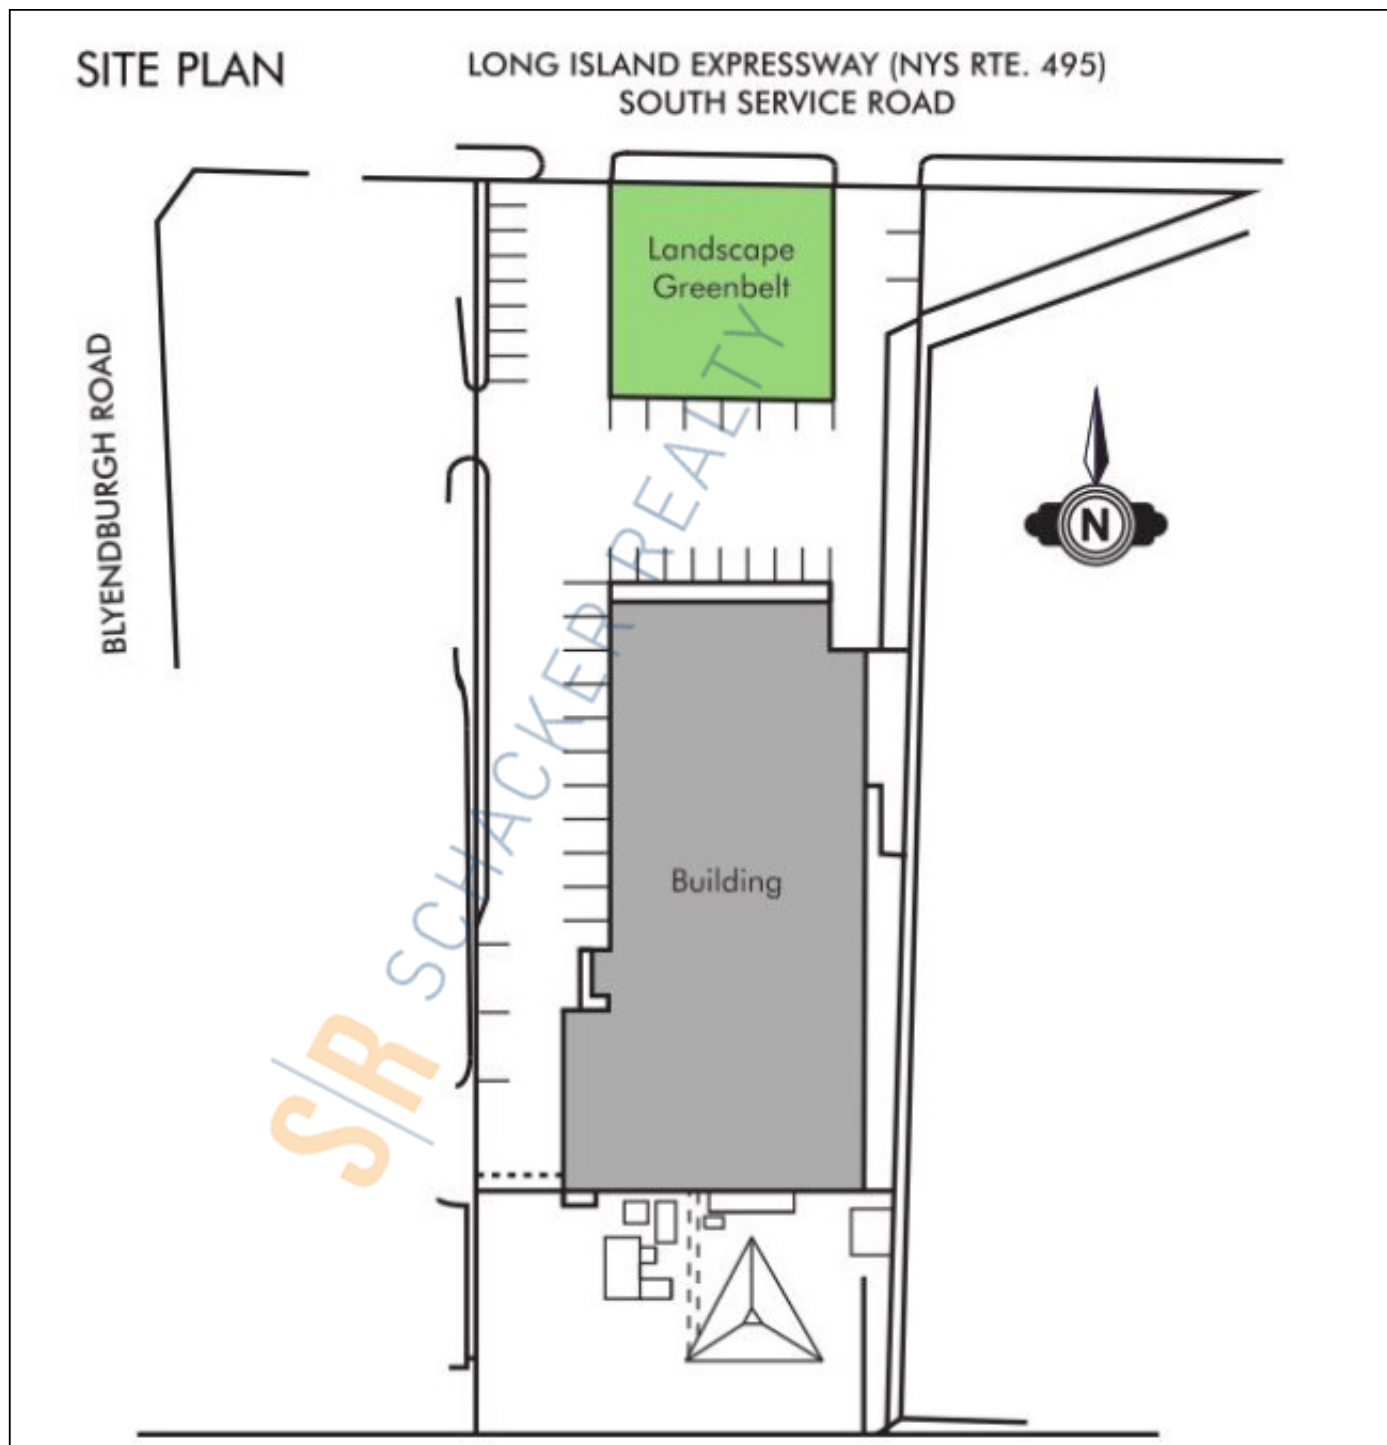 SITE PLAN
LONG ISLAND EXPRESSWAY (NYS RTE. 495)
SOUTH SERVICE ROAD
Landscape
Greenbelt
BLYENDBURGH ROAD
N
Building
S|R SCHACKER REALTY